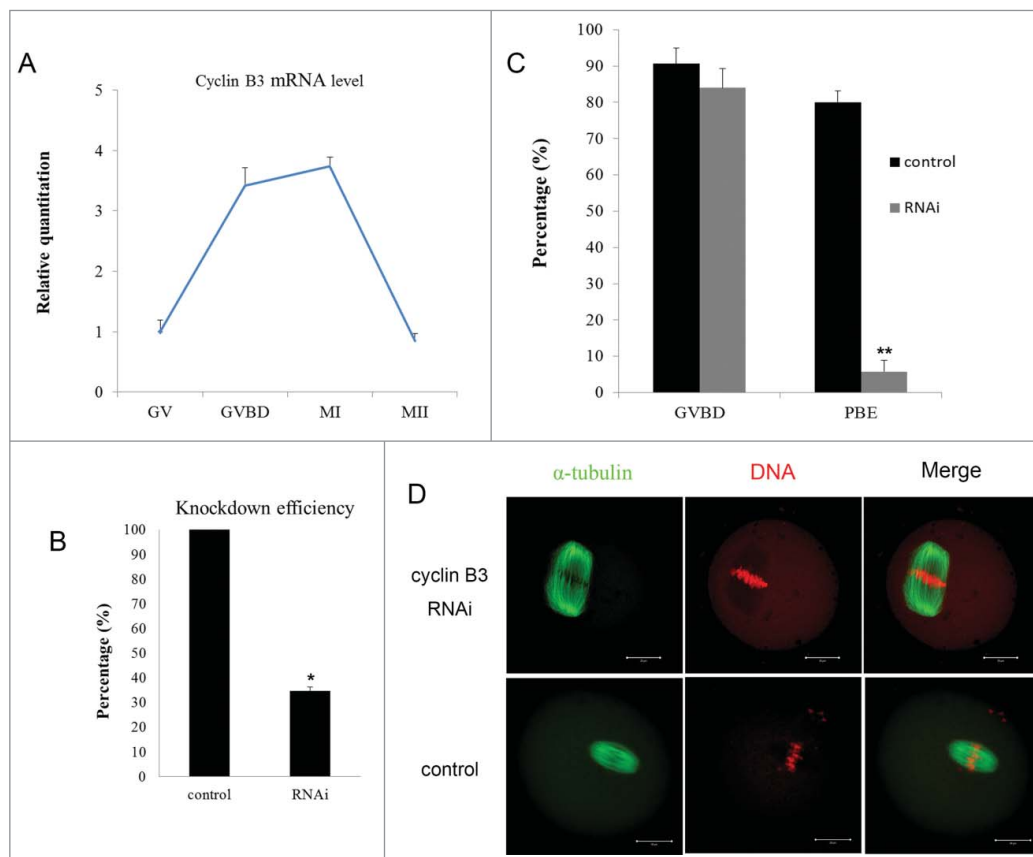 A
Cyclin B3 mRNA level
Relative quantitation
5
4
3
2
1
0
GV GVBD MI MII
C
Percentage (%)
100
90
80
70
60
50
40
30
20
10
0
**
control
RNAi
GVBD PBE
B
Knockdown efficiency
Percentage (%)
100
90
80
70
60
50
40
30
20
10
0
*
control RNAi
D
α-tubulin DNA Merge
cyclin B3
RNAi
control